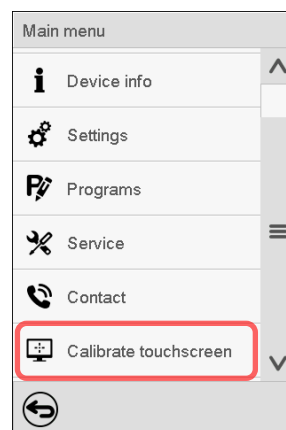 Main menu
Device info
Settings
Programs
Service
Contact
Calibrate touchscreen